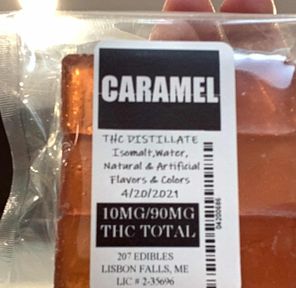 CARAMEL
THC DISTILLATE
Isomalt,Water,
Natural & Artificial
Flavors & Colors
4/20/2021
10MG/90MG
THC TOTAL
207 EDIBLES
LISBON FALLS, ME
LIC # 2-35696
04200686